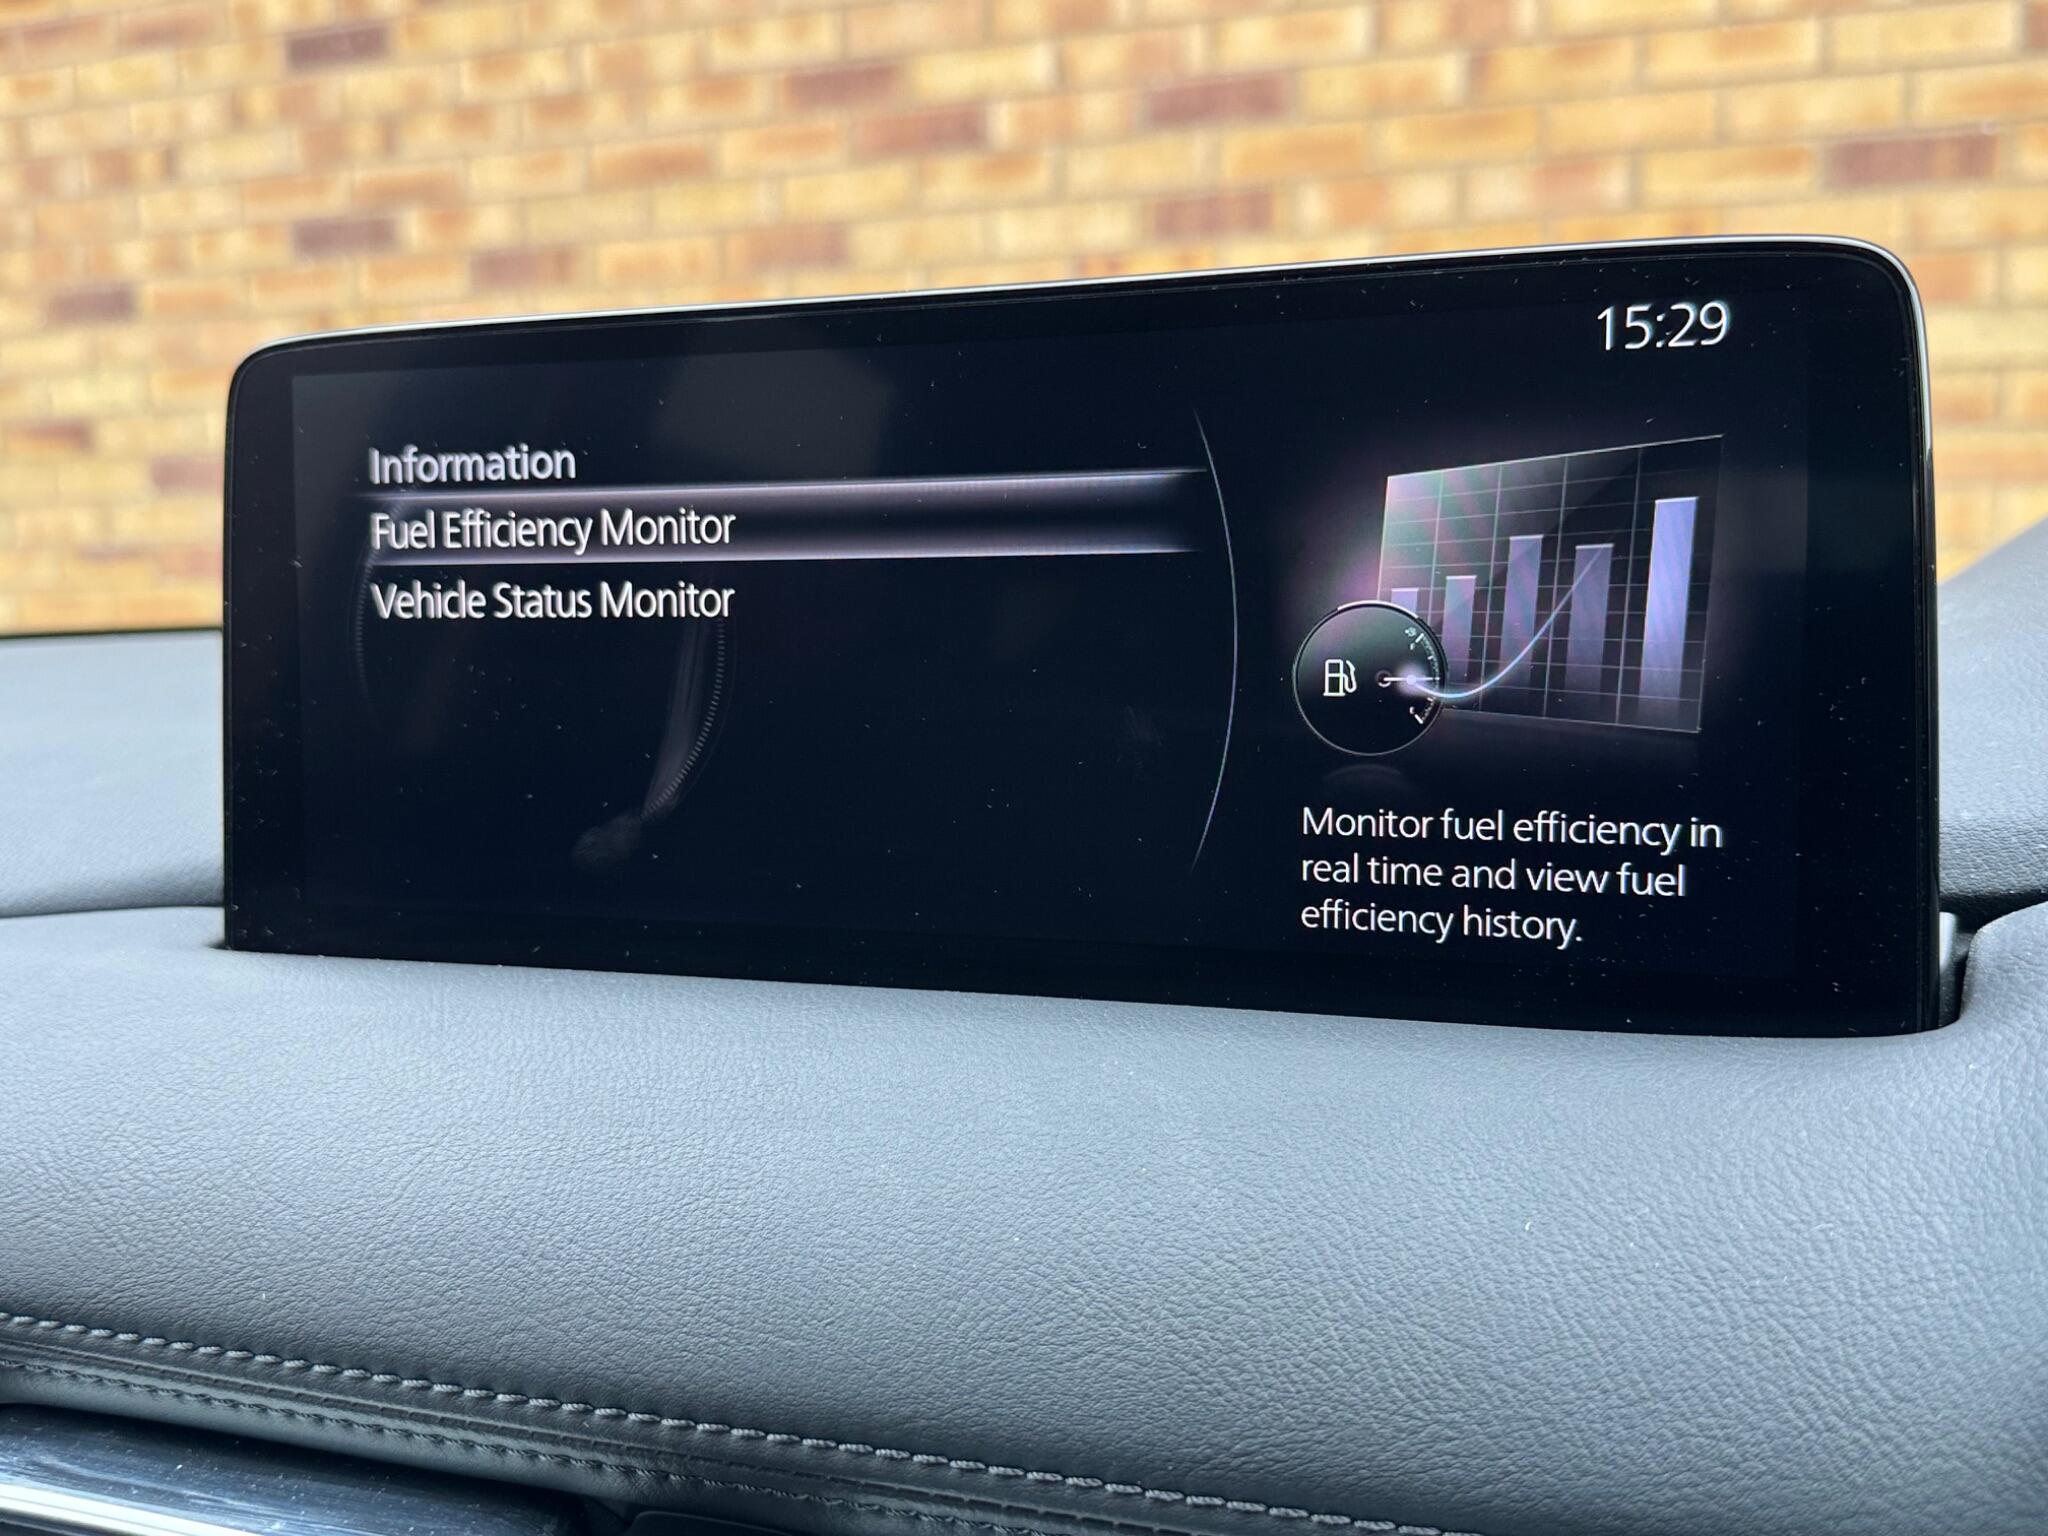 15:29
Information
Fuel Efficiency Monitor
Vehicle Status Monitor
Monitor fuel efficiency in
real time and view fuel
efficiency history.